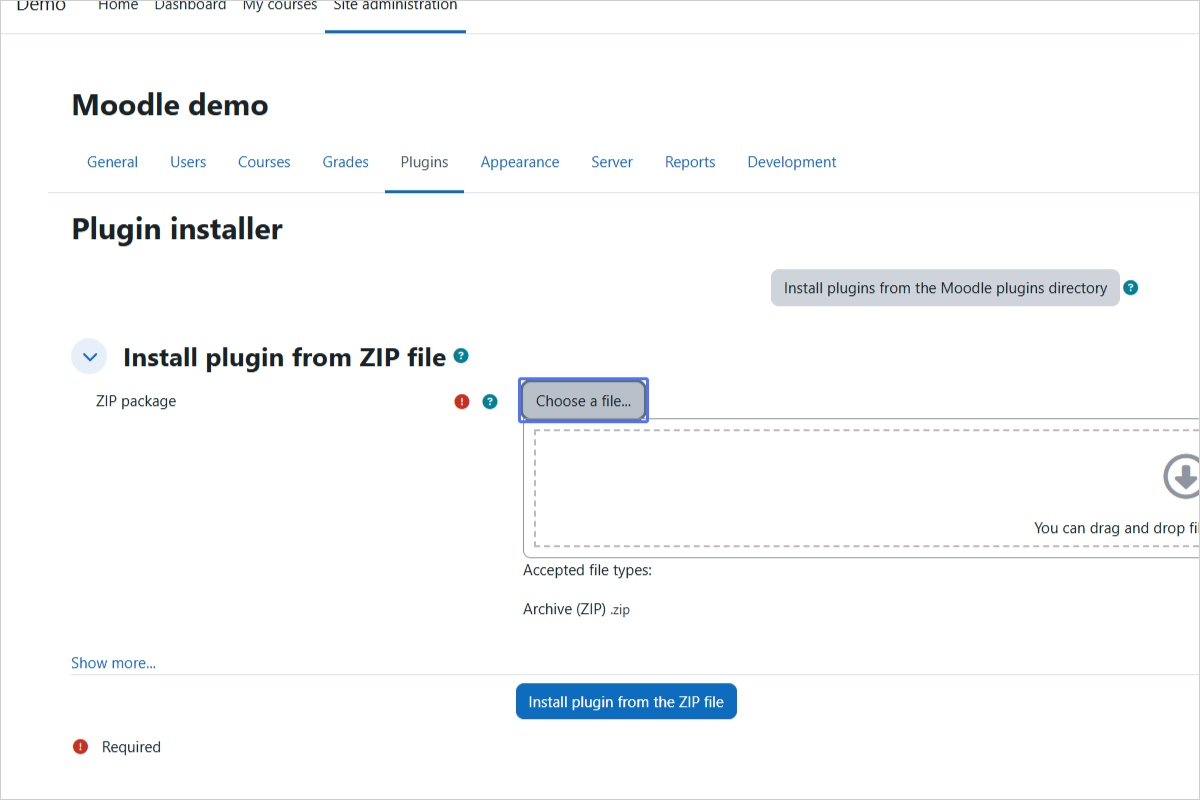 Demo Home Dashboard My courses Site administration
Moodle demo
General Users Courses Grades Plugins Appearance Server Reports Development
Plugin installer
Install plugins from the Moodle plugins directory ?
Install plugin from ZIP file ?
ZIP package ! ? Choose a file...
You can drag and drop
Accepted file types:
Archive (ZIP) .zip
Show more...
Install plugin from the ZIP file
! Required